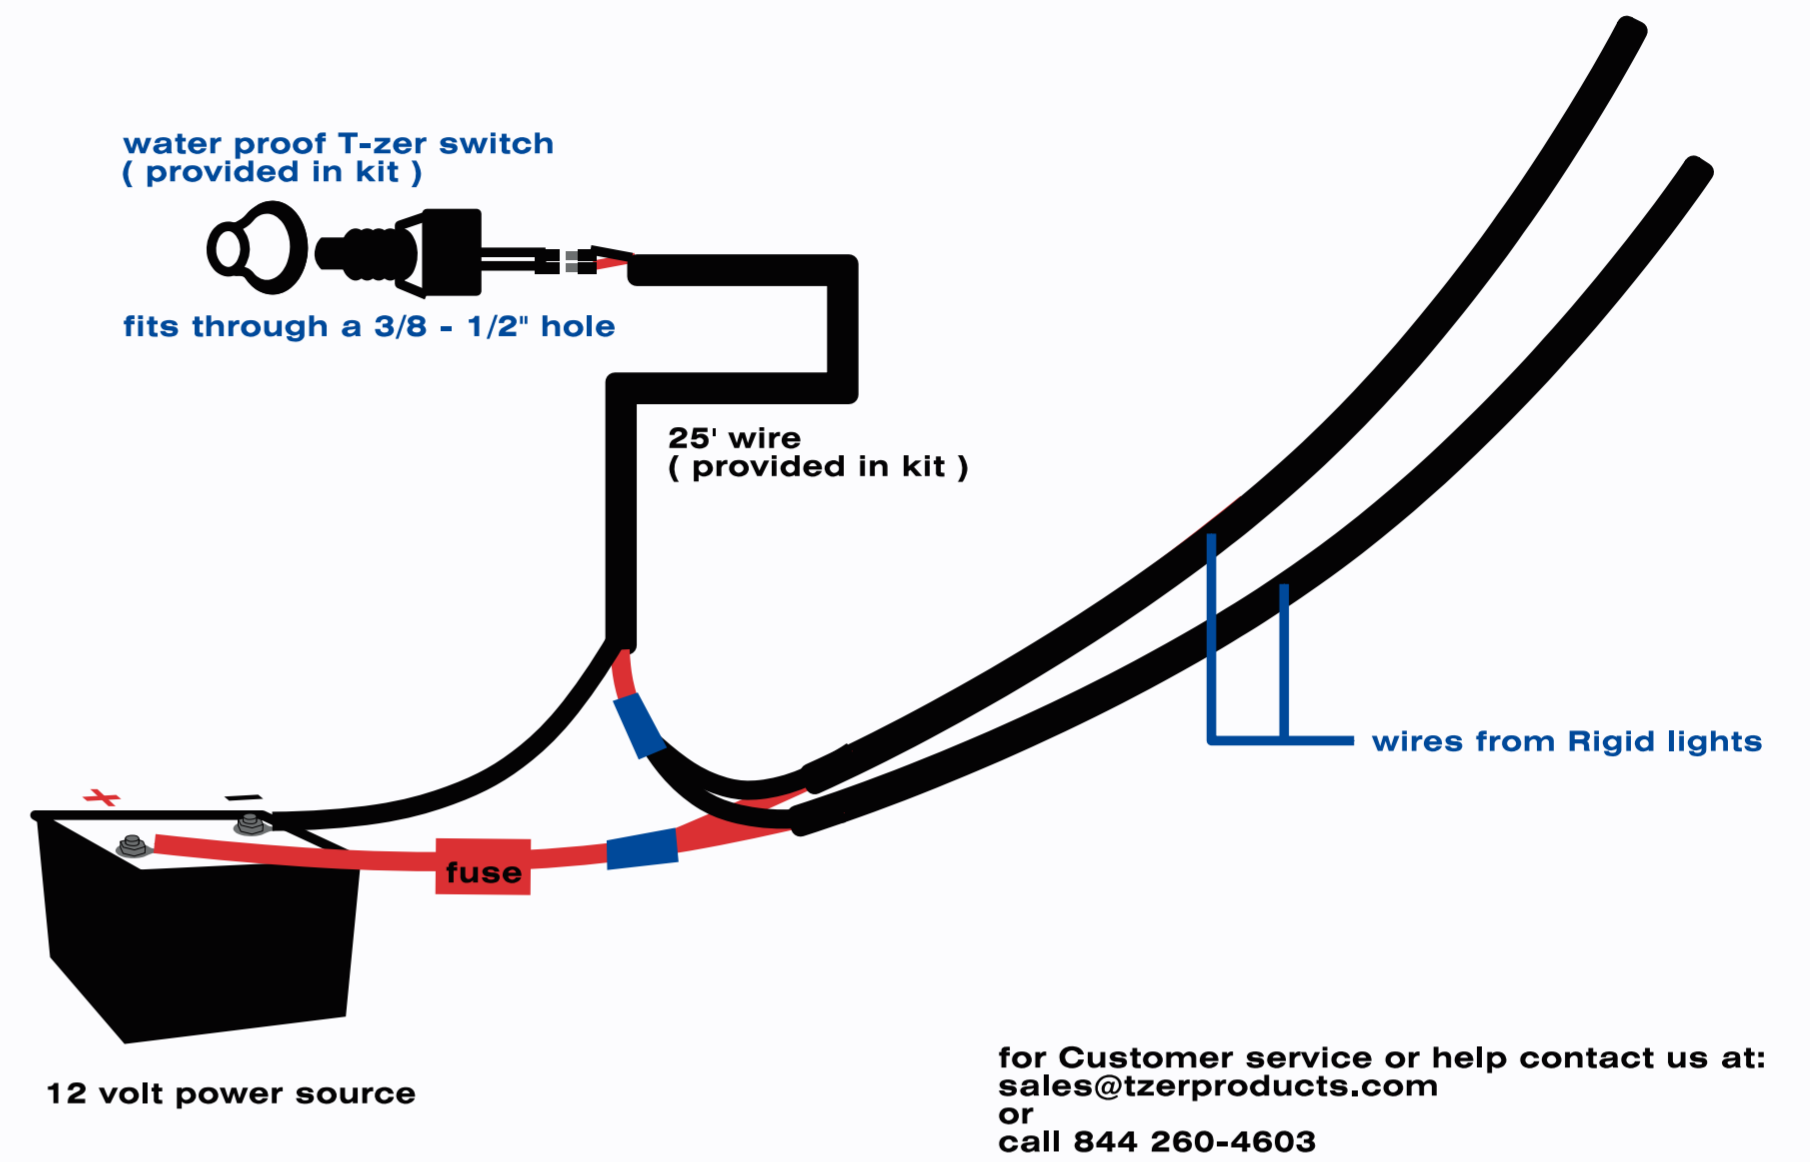 water proof T-zer switch
( provided in kit )
fits through a 3/8 - 1/2" hole
25' wire
( provided in kit )
wires from Rigid lights
+ −
fuse
12 volt power source
for Customer service or help contact us at:
sales@tzerproducts.com
or
call 844 260-4603